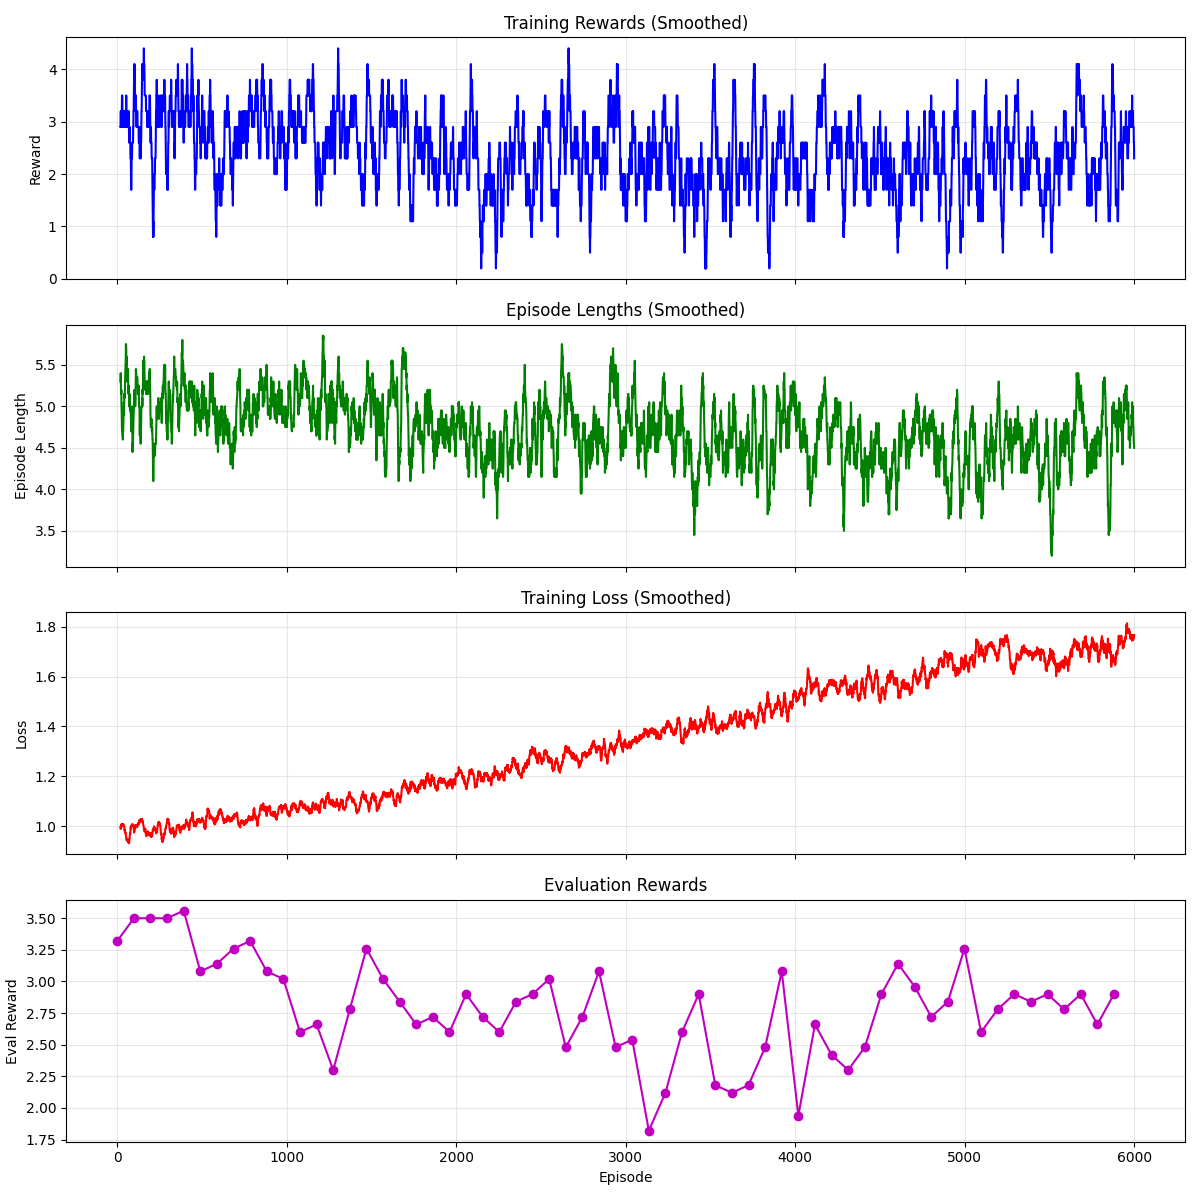 Training Rewards (Smoothed)
4
3
2
1
0
Reward
Episode Lengths (Smoothed)
5.5
5.0
4.5
4.0
3.5
Episode Length
Training Loss (Smoothed)
1.8
1.6
1.4
1.2
1.0
Loss
Evaluation Rewards
3.50
3.25
3.00
2.75
2.50
2.25
2.00
1.75
Eval Reward
0 1000 2000 3000 4000 5000 6000
Episode